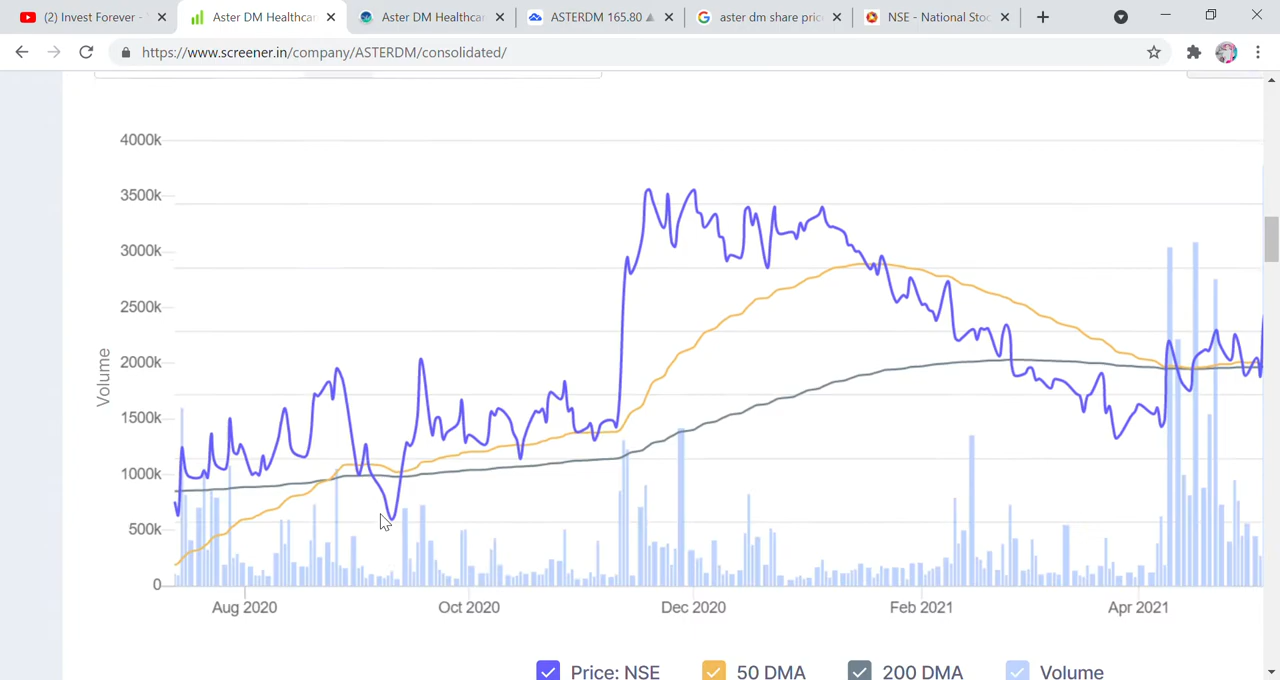 (2) Invest Forever -
Aster DM Healthcar
Aster DM Healthcar
ASTERDM 165.80
aster dm share pric
NSE - National Stoc
https://www.screener.in/company/ASTERDM/consolidated/
4000k
3500k
3000k
2500k
2000k
1500k
1000k
500k
0
Volume
Aug 2020
Oct 2020
Dec 2020
Feb 2021
Apr 2021
Price: NSE
50 DMA
200 DMA
Volume